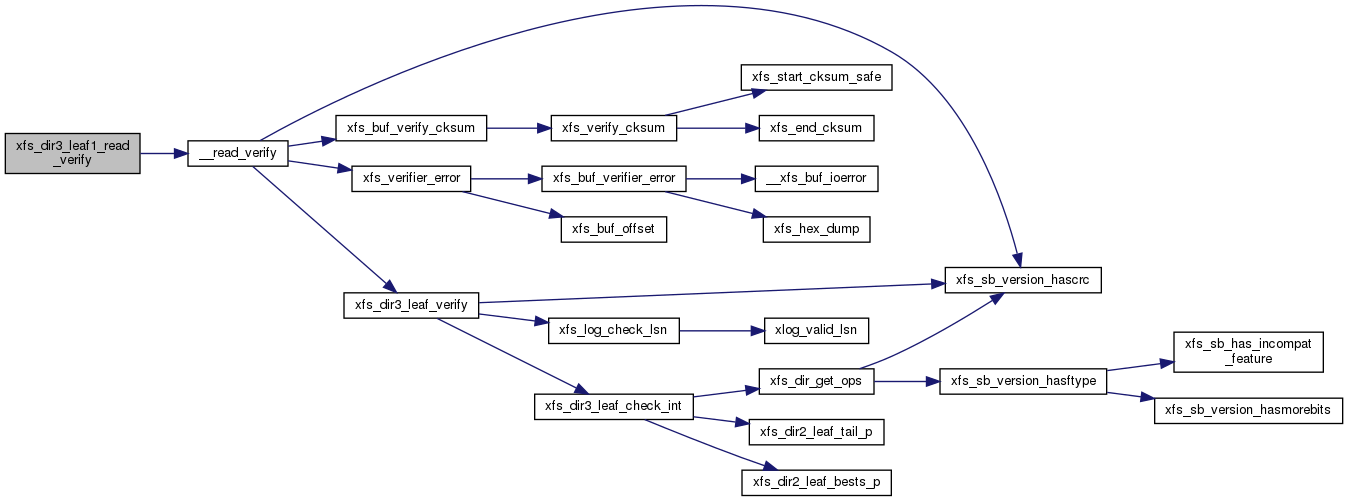 xfs_dir3_leaf1_read
_verify
__read_verify
xfs_buf_verify_cksum
xfs_verify_cksum
xfs_start_cksum_safe
xfs_end_cksum
xfs_verifier_error
xfs_buf_verifier_error
__xfs_buf_ioerror
xfs_hex_dump
xfs_buf_offset
xfs_sb_version_hascrc
xfs_dir3_leaf_verify
xfs_log_check_lsn
xlog_valid_lsn
xfs_dir3_leaf_check_int
xfs_dir_get_ops
xfs_sb_version_hasftype
xfs_sb_has_incompat
_feature
xfs_sb_version_hasmorebits
xfs_dir2_leaf_tail_p
xfs_dir2_leaf_bests_p